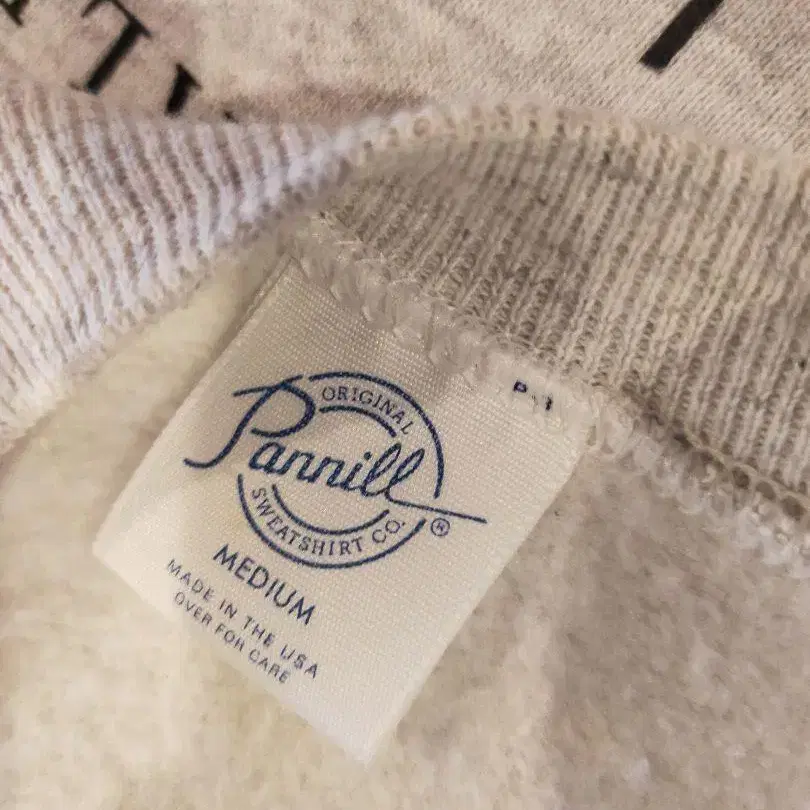 ORIGINAL
Pannill
SWEATSHIRT CO. ®
MEDIUM
MADE IN THE USA
OVER FOR CARE